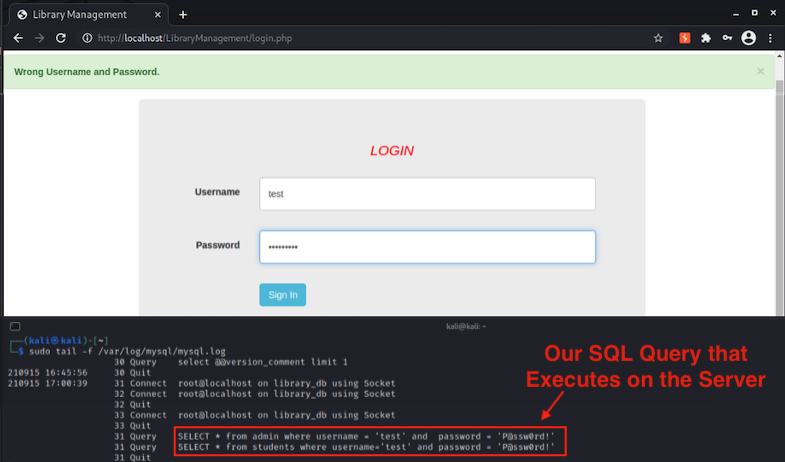 Library Management
http://localhost/LibraryManagement/login.php
Wrong Username and Password.
LOGIN
Username
test
Password
•••••••••
Sign In
kali@kali: ~
(kali㉿kali)-[~]
$ sudo tail -f /var/log/mysql/mysql.log
30 Query select @@version_comment limit 1
210915 16:45:56 30 Quit
210915 17:00:39 31 Connect root@localhost on library_db using Socket
32 Connect root@localhost on library_db using Socket
32 Quit
33 Connect root@localhost on library_db using Socket
33 Quit
31 Query SELECT * from admin where username = 'test' and password = 'P@ssw0rd!'
31 Query SELECT * from students where username='test' and password = 'P@ssw0rd!'
31 Quit
Our SQL Query that
Executes on the Server